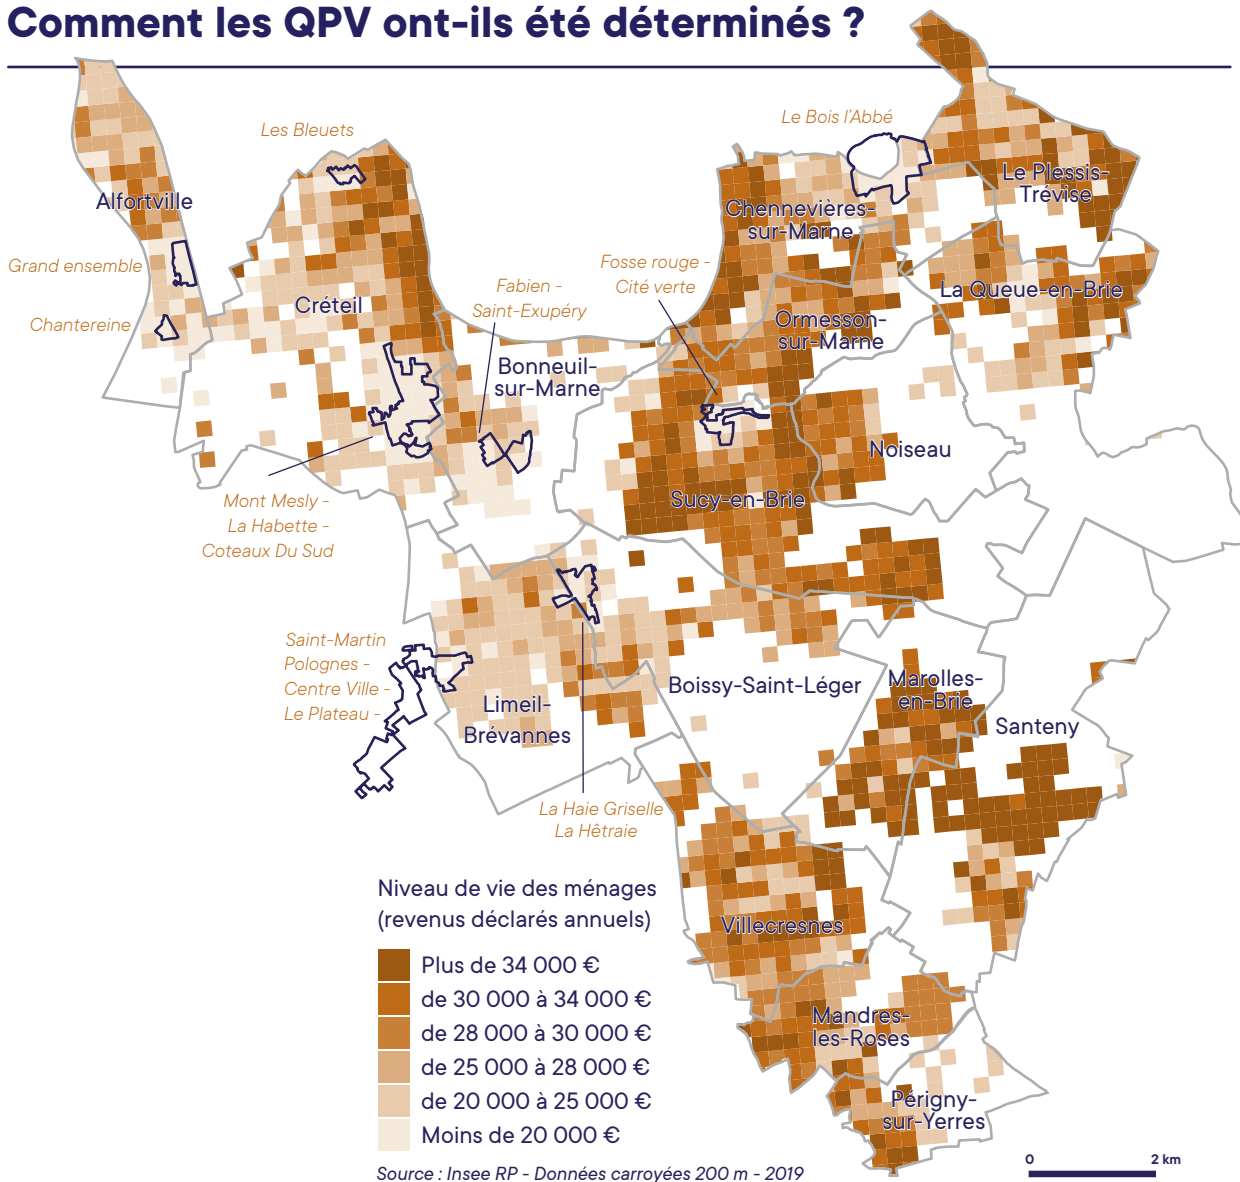 Comment les QPV ont-ils été déterminés ?
Le Bois l'Abbé
Les Bleuets
Le Plessis-
Trévise
Alfortville
Chennevières-
sur-Marne
Grand ensemble
Fosse rouge -
Cité verte
Fabien -
Saint-Exupéry
La Queue-en-Brie
Créteil
Chantereine
Ormesson-
sur-Marne
Bonneuil-
sur-Marne
Noiseau
Sucy-en-Brie
Mont Mesly -
La Habette -
Coteaux Du Sud
Saint-Martin
Polognes -
Centre Ville -
Le Plateau -
Boissy-Saint-Léger
Marolles-
en-Brie
Limeil-
Brévannes
Santeny
La Haie Griselle
La Hêtraie
Niveau de vie des ménages
(revenus déclarés annuels)
Plus de 34 000 €
de 30 000 à 34 000 €
de 28 000 à 30 000 €
de 25 000 à 28 000 €
de 20 000 à 25 000 €
Moins de 20 000 €
Villecresnes
Mandres-
les-Roses
Périgny-
sur-Yerres
Source : Insee RP - Données carroyées 200 m - 2019
0 2 km